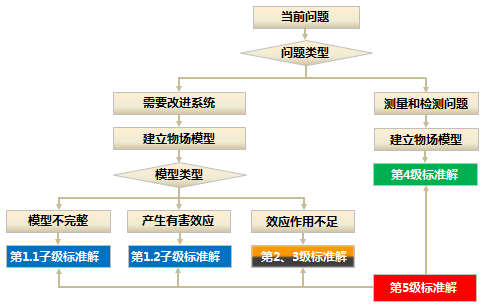 当前问题
问题类型
需要改进系统
测量和检测问题
建立物场模型
建立物场模型
第4级标准解
模型类型
模型不完整
产生有害效应
效应作用不足
第1.1子级标准解
第1.2子级标准解
第2、3级标准解
第5级标准解